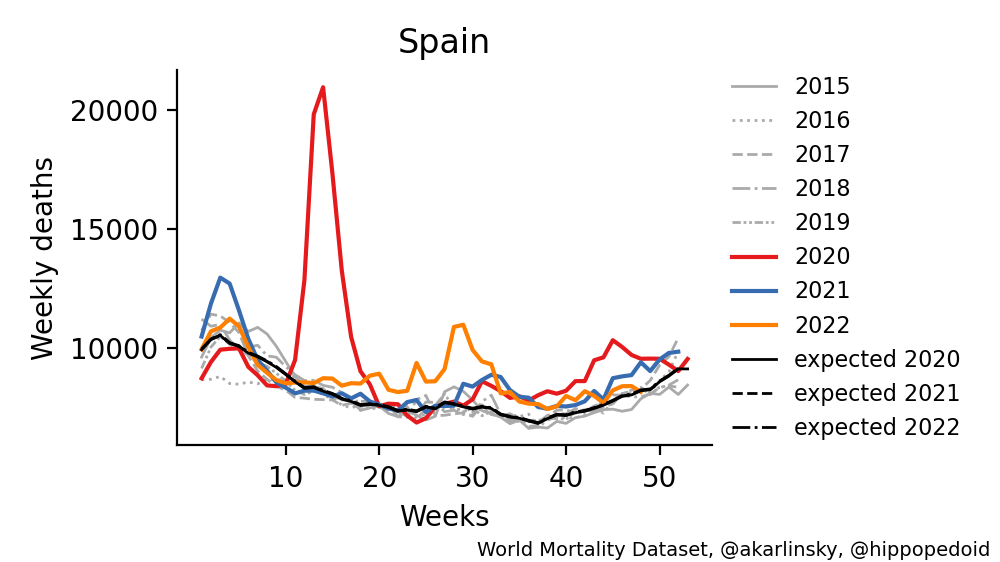 Spain
Weekly deaths
20000
15000
10000
10 20 30 40 50
Weeks
2015
2016
2017
2018
2019
2020
2021
2022
expected 2020
expected 2021
expected 2022
World Mortality Dataset, @akarlinsky, @hippopedoid